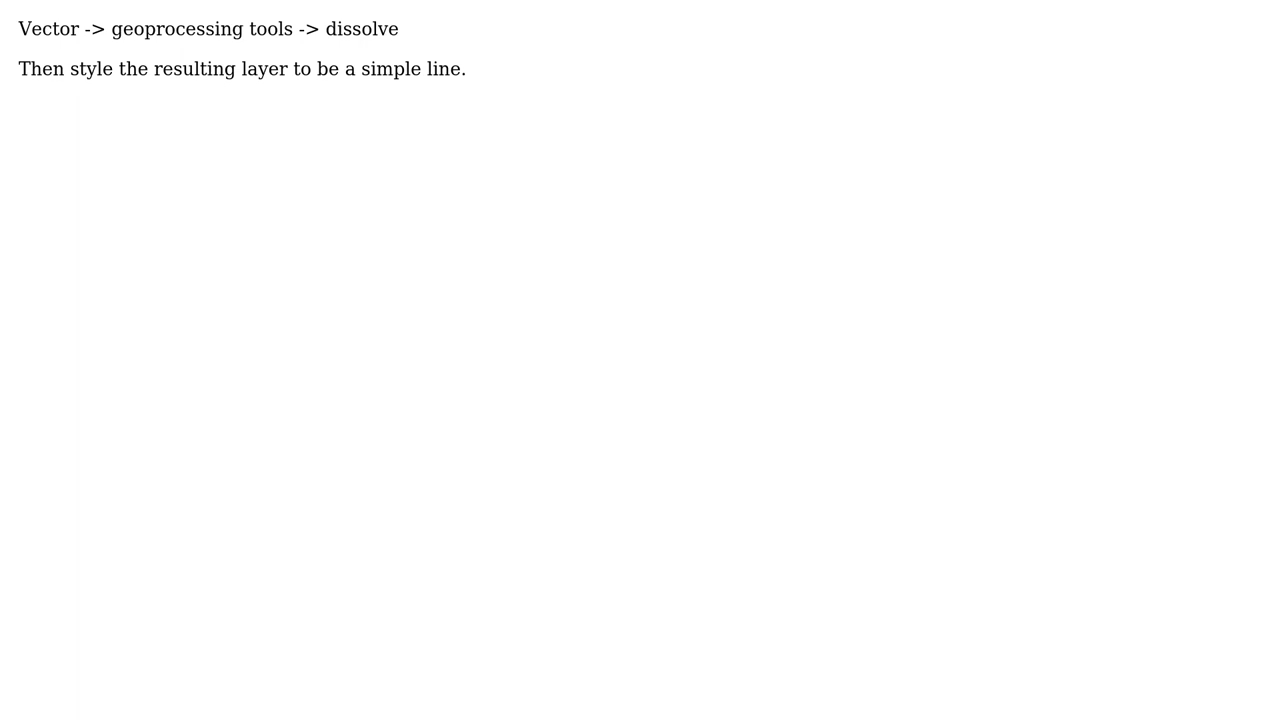 Vector -> geoprocessing tools -> dissolve
Then style the resulting layer to be a simple line.